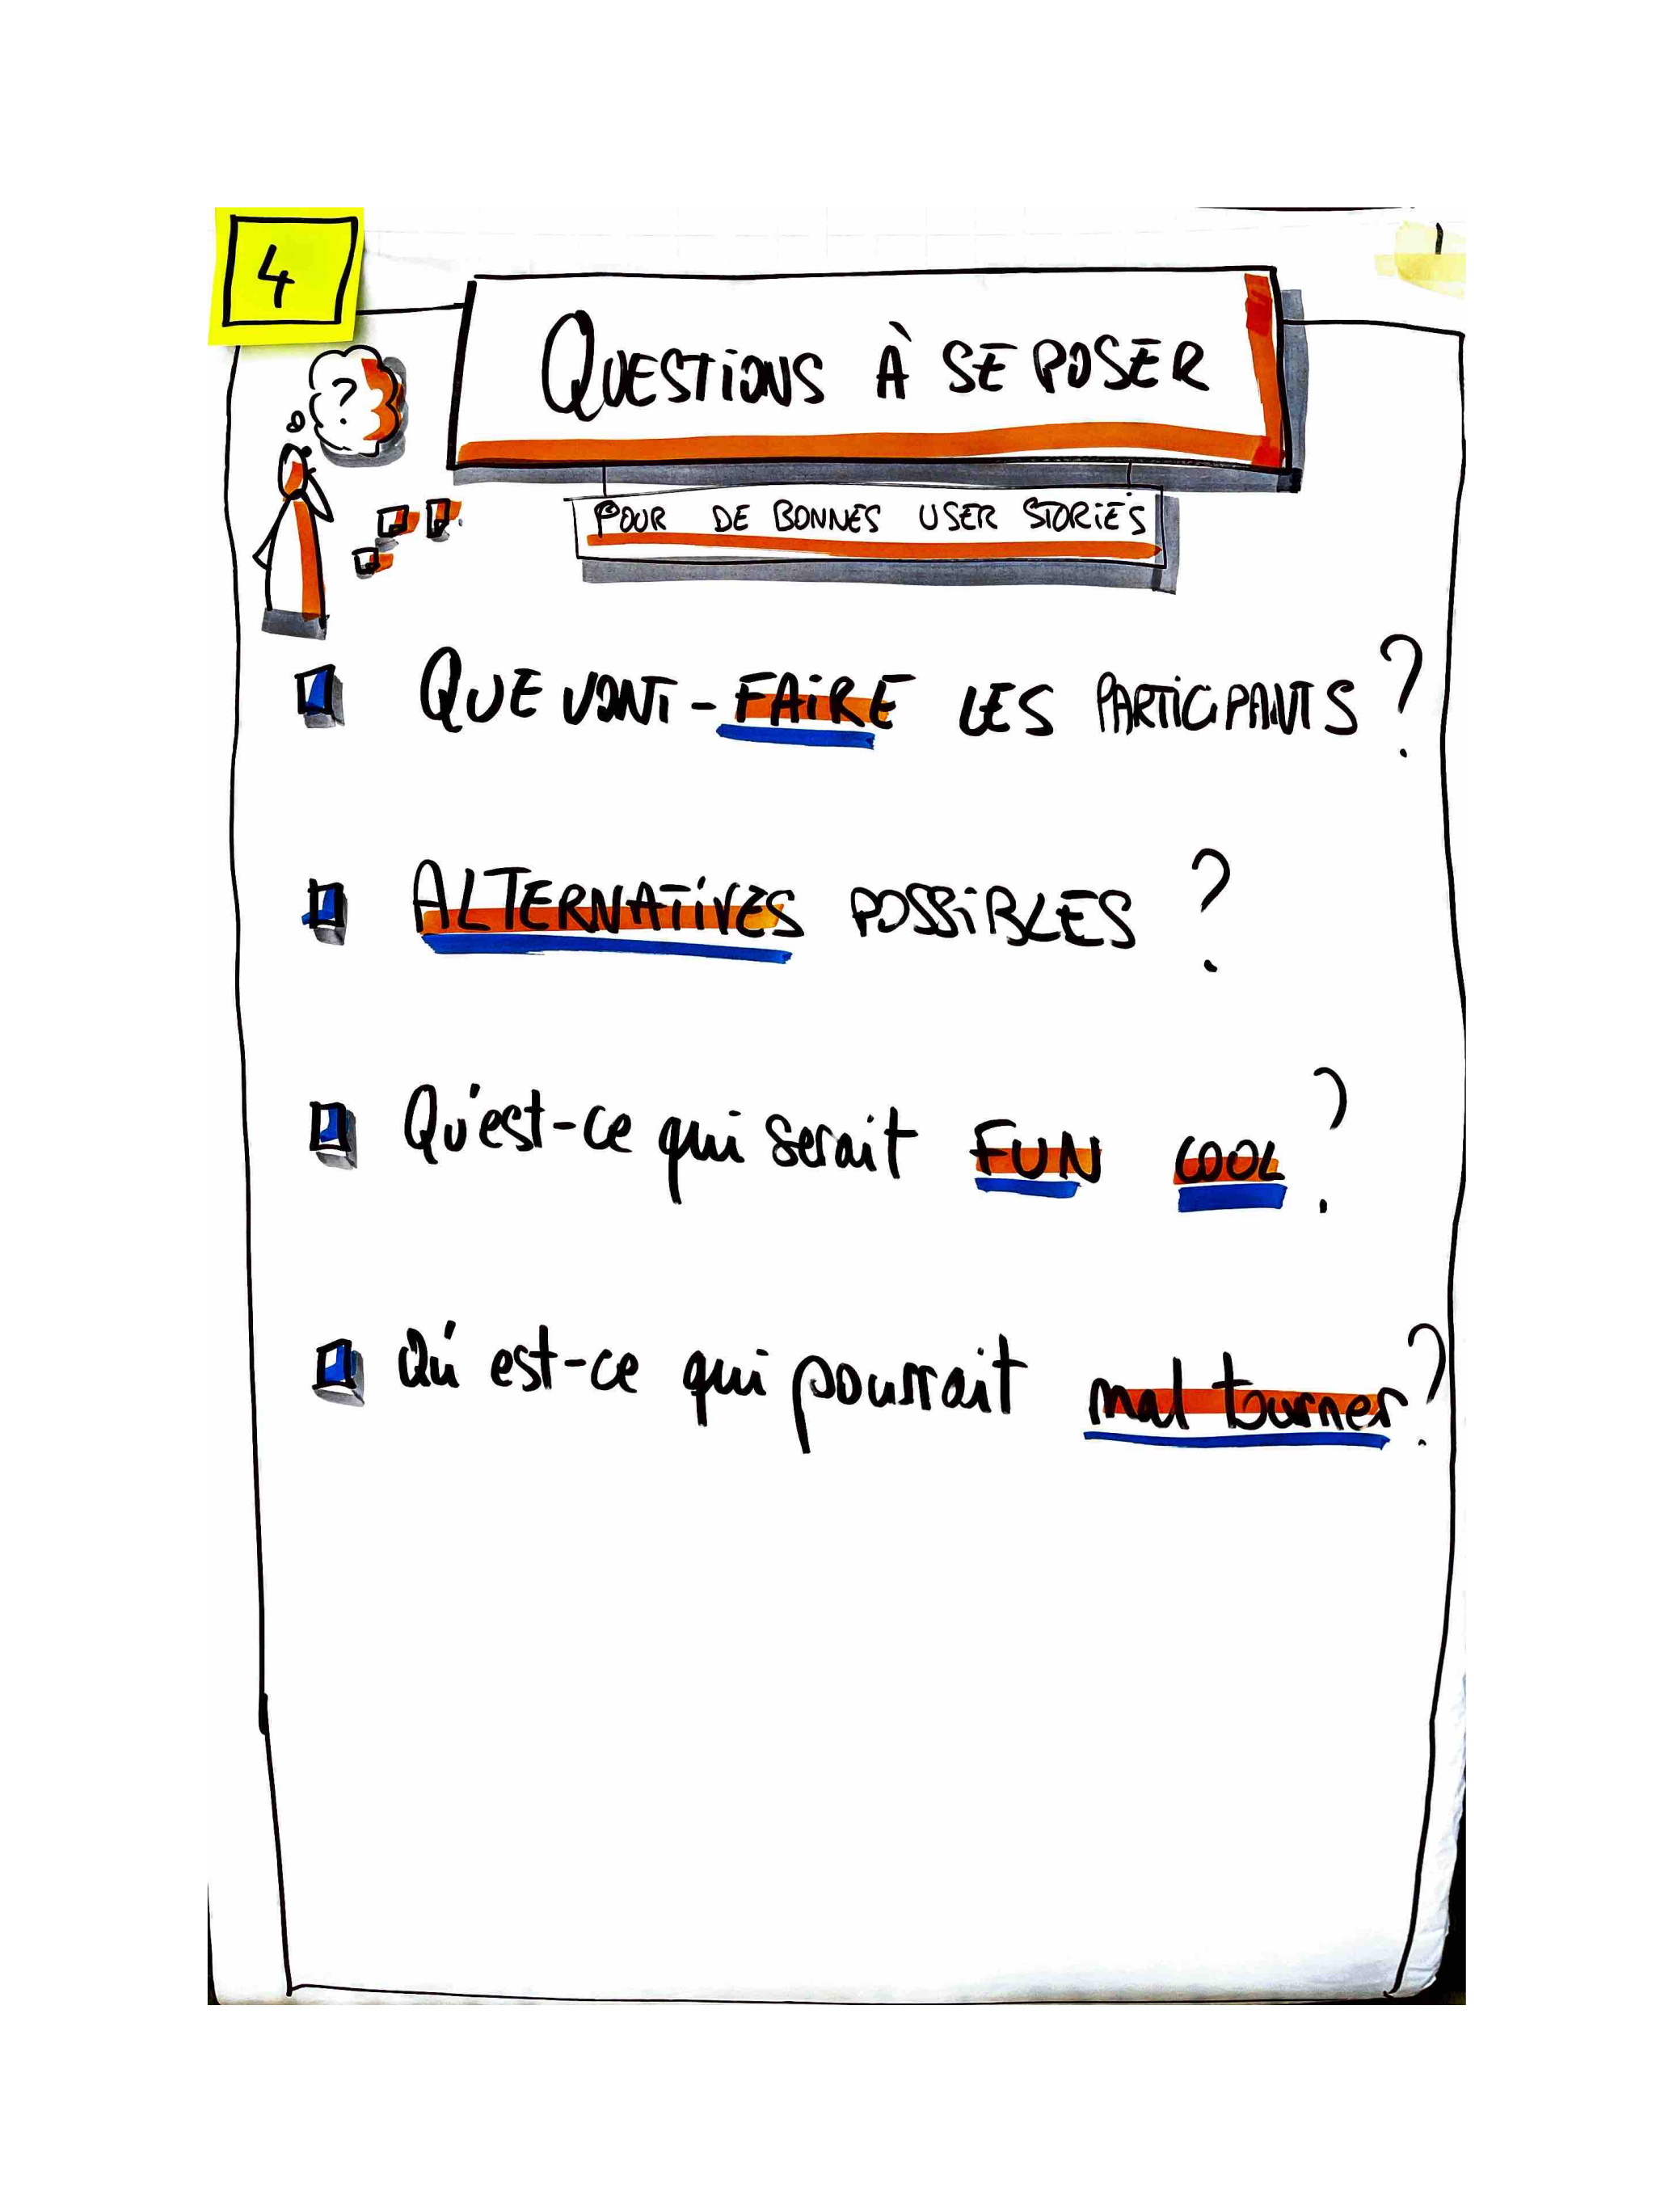 4
QUESTIONS À SE POSER
?
POUR DE BONNES USER STORIES
QUE VONT-FAIRE LES PARTICIPANTS ?
ALTERNATIVES POSSIBLES ?
Qu'est-ce qui serait FUN COOL ?
Qu'est-ce qui pourrait mal tourner ?